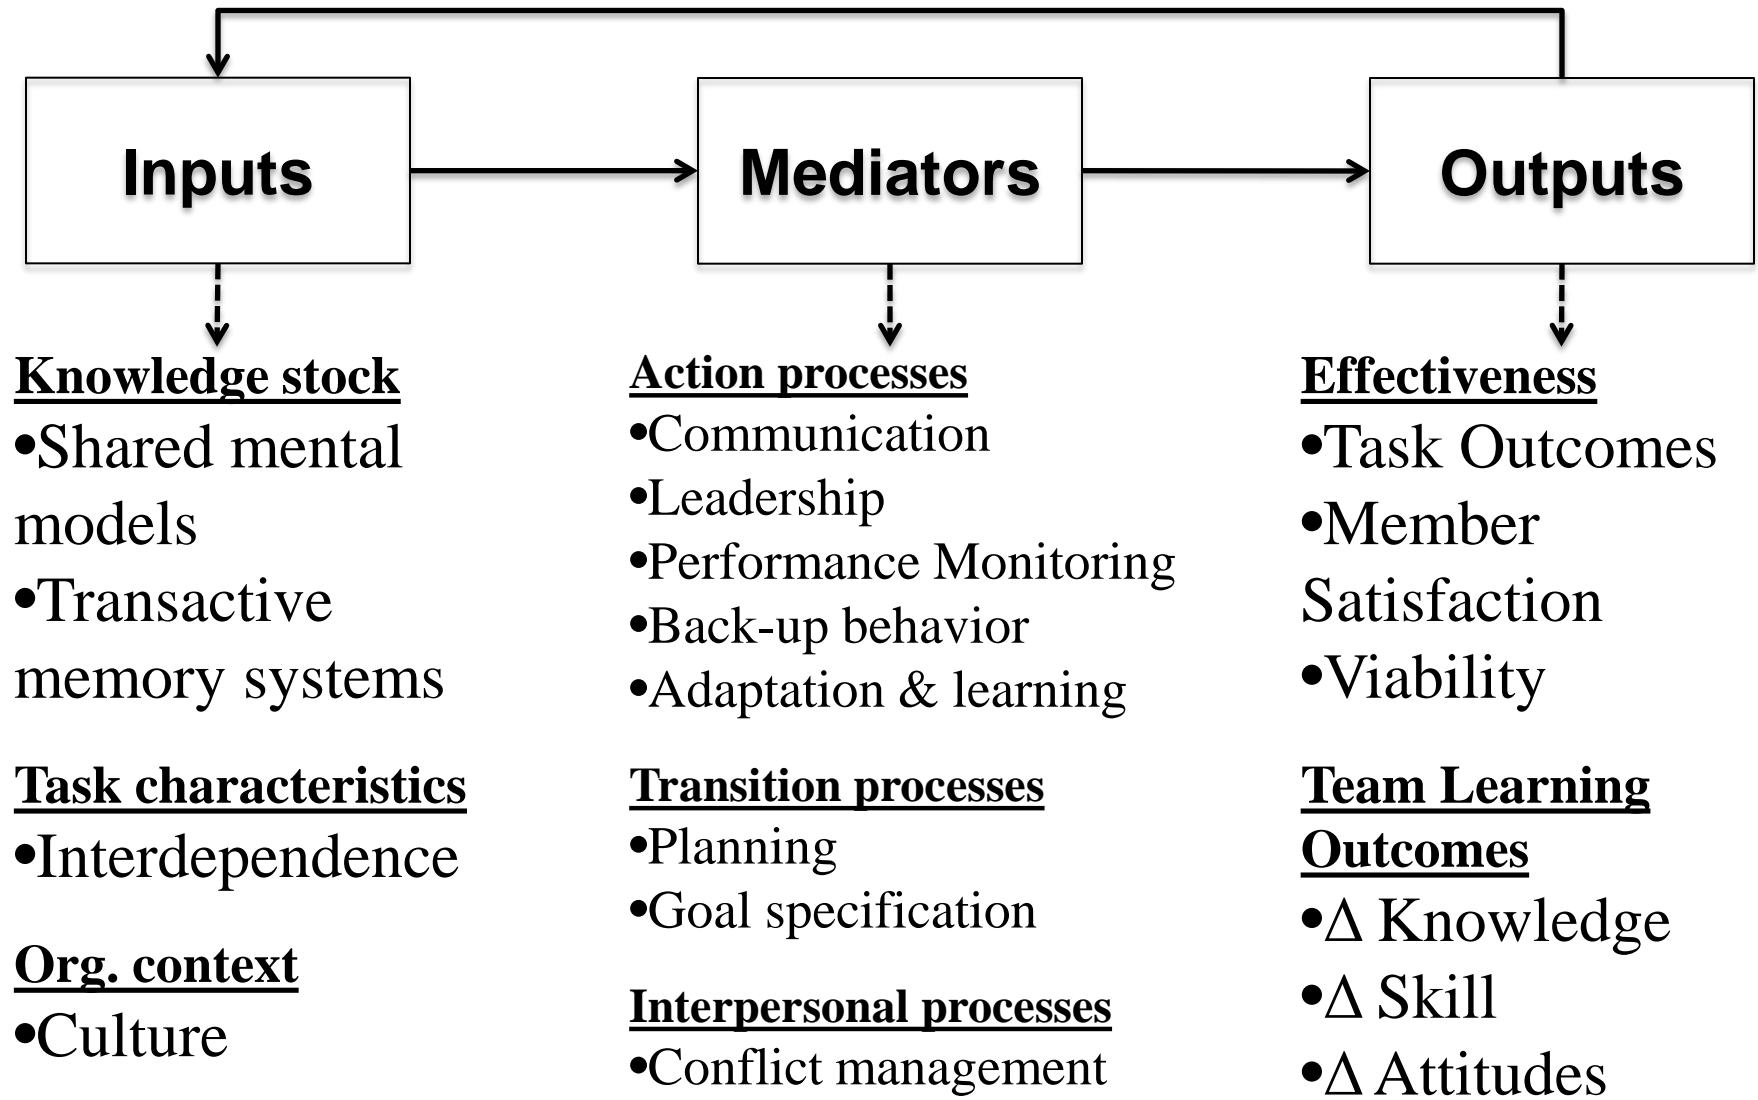 Inputs
Mediators
Outputs
Knowledge stock
•Shared mental
models
•Transactive
memory systems
Task characteristics
•Interdependence
Org. context
•Culture
Action processes
•Communication
•Leadership
•Performance Monitoring
•Back-up behavior
•Adaptation & learning
Transition processes
•Planning
•Goal specification
Interpersonal processes
•Conflict management
Effectiveness
•Task Outcomes
•Member
Satisfaction
•Viability
Team Learning
Outcomes
•Δ Knowledge
•Δ Skill
•Δ Attitudes